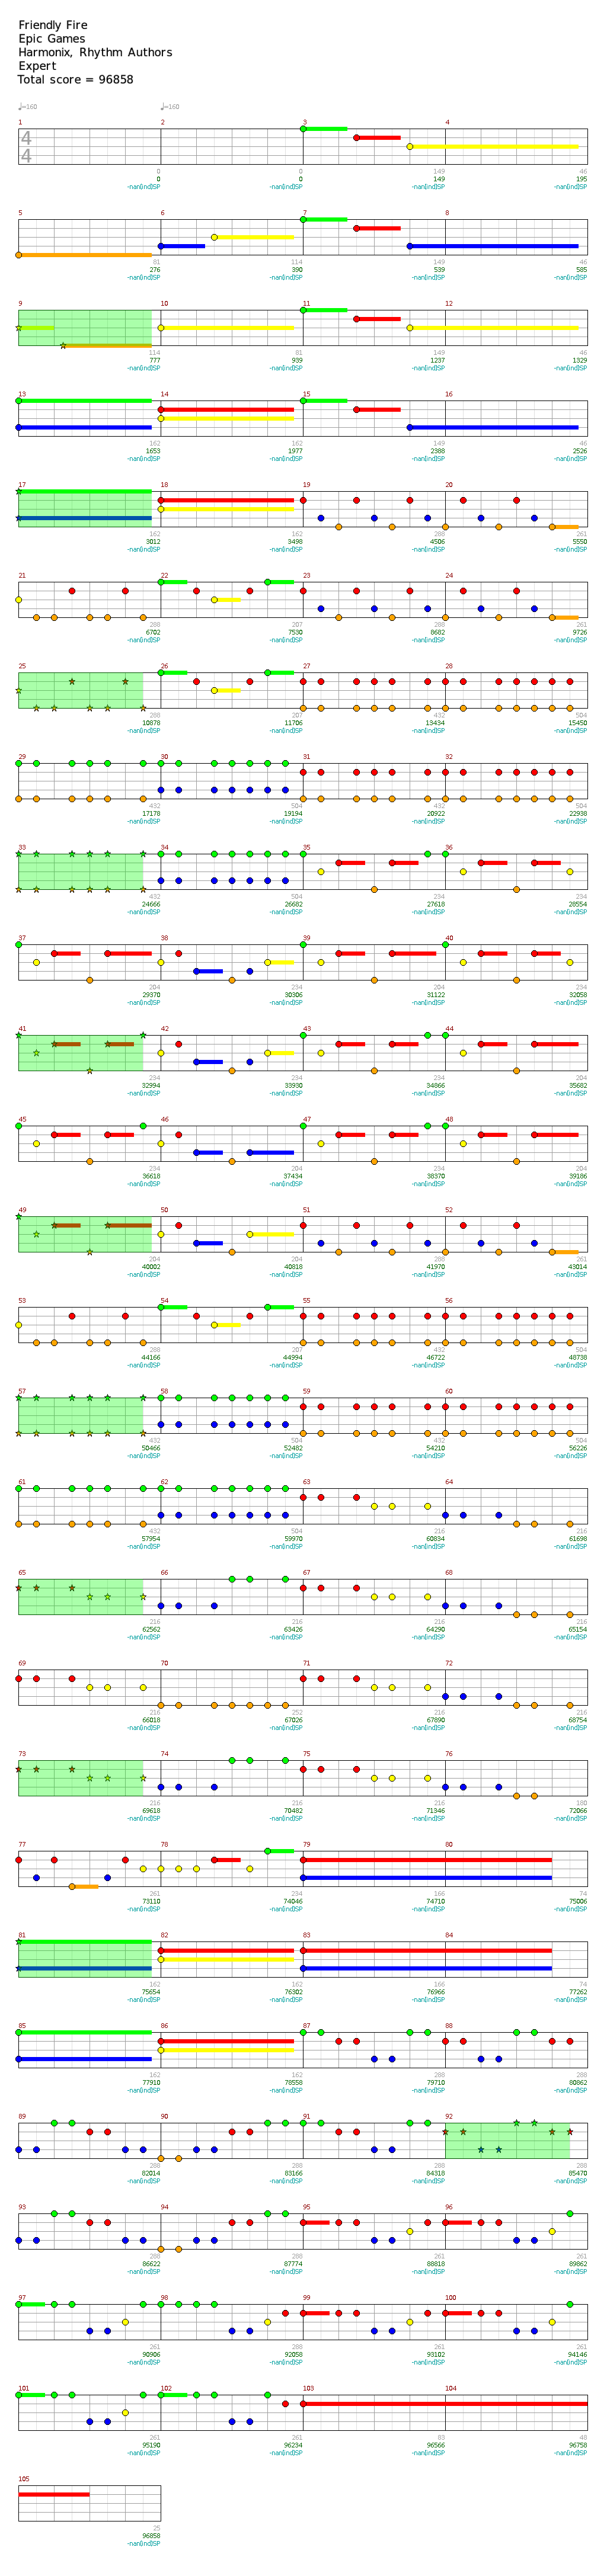 Friendly Fire
Epic Games
Harmonix, Rhythm Authors
Expert
Total score = 96858
♩=160 ♩=160
1 2 3 4
4
4
0 0 149 46
0 0 149 195
-nan(ind)SP -nan(ind)SP -nan(ind)SP -nan(ind)SP
5 6 7 8
81 114 149 46
276 390 539 585
-nan(ind)SP -nan(ind)SP -nan(ind)SP -nan(ind)SP
9 10 11 12
114 81 149 46
777 939 1237 1329
-nan(ind)SP -nan(ind)SP -nan(ind)SP -nan(ind)SP
13 14 15 16
162 162 149 46
1653 1977 2388 2526
-nan(ind)SP -nan(ind)SP -nan(ind)SP -nan(ind)SP
17 18 19 20
162 162 288 261
3012 3498 4506 5550
-nan(ind)SP -nan(ind)SP -nan(ind)SP -nan(ind)SP
21 22 23 24
288 207 288 261
6702 7530 8682 9726
-nan(ind)SP -nan(ind)SP -nan(ind)SP -nan(ind)SP
25 26 27 28
288 207 432 504
10878 11706 13434 15450
-nan(ind)SP -nan(ind)SP -nan(ind)SP -nan(ind)SP
29 30 31 32
432 504 432 504
17178 19194 20922 22938
-nan(ind)SP -nan(ind)SP -nan(ind)SP -nan(ind)SP
33 34 35 36
432 504 234 234
24666 26682 27618 28554
-nan(ind)SP -nan(ind)SP -nan(ind)SP -nan(ind)SP
37 38 39 40
204 234 204 234
29370 30306 31122 32058
-nan(ind)SP -nan(ind)SP -nan(ind)SP -nan(ind)SP
41 42 43 44
234 234 234 204
32994 33930 34866 35682
-nan(ind)SP -nan(ind)SP -nan(ind)SP -nan(ind)SP
45 46 47 48
234 204 234 204
36618 37434 38370 39186
-nan(ind)SP -nan(ind)SP -nan(ind)SP -nan(ind)SP
49 50 51 52
204 204 288 261
40002 40818 41970 43014
-nan(ind)SP -nan(ind)SP -nan(ind)SP -nan(ind)SP
53 54 55 56
288 207 432 504
44166 44994 46722 48738
-nan(ind)SP -nan(ind)SP -nan(ind)SP -nan(ind)SP
57 58 59 60
432 504 432 504
50466 52482 54210 56226
-nan(ind)SP -nan(ind)SP -nan(ind)SP -nan(ind)SP
61 62 63 64
432 504 216 216
57954 59970 60834 61698
-nan(ind)SP -nan(ind)SP -nan(ind)SP -nan(ind)SP
65 66 67 68
216 216 216 216
62562 63426 64290 65154
-nan(ind)SP -nan(ind)SP -nan(ind)SP -nan(ind)SP
69 70 71 72
216 252 216 216
66018 67026 67890 68754
-nan(ind)SP -nan(ind)SP -nan(ind)SP -nan(ind)SP
73 74 75 76
216 216 216 180
69618 70482 71346 72066
-nan(ind)SP -nan(ind)SP -nan(ind)SP -nan(ind)SP
77 78 79 80
261 234 166 74
73110 74046 74710 75006
-nan(ind)SP -nan(ind)SP -nan(ind)SP -nan(ind)SP
81 82 83 84
162 162 166 74
75654 76302 76966 77262
-nan(ind)SP -nan(ind)SP -nan(ind)SP -nan(ind)SP
85 86 87 88
162 162 288 288
77910 78558 79710 80862
-nan(ind)SP -nan(ind)SP -nan(ind)SP -nan(ind)SP
89 90 91 92
288 288 288 288
82014 83166 84318 85470
-nan(ind)SP -nan(ind)SP -nan(ind)SP -nan(ind)SP
93 94 95 96
288 288 261 261
86622 87774 88818 89862
-nan(ind)SP -nan(ind)SP -nan(ind)SP -nan(ind)SP
97 98 99 100
261 288 261 261
90906 92058 93102 94146
-nan(ind)SP -nan(ind)SP -nan(ind)SP -nan(ind)SP
101 102 103 104
261 261 83 48
95190 96234 96566 96758
-nan(ind)SP -nan(ind)SP -nan(ind)SP -nan(ind)SP
105
25
96858
-nan(ind)SP